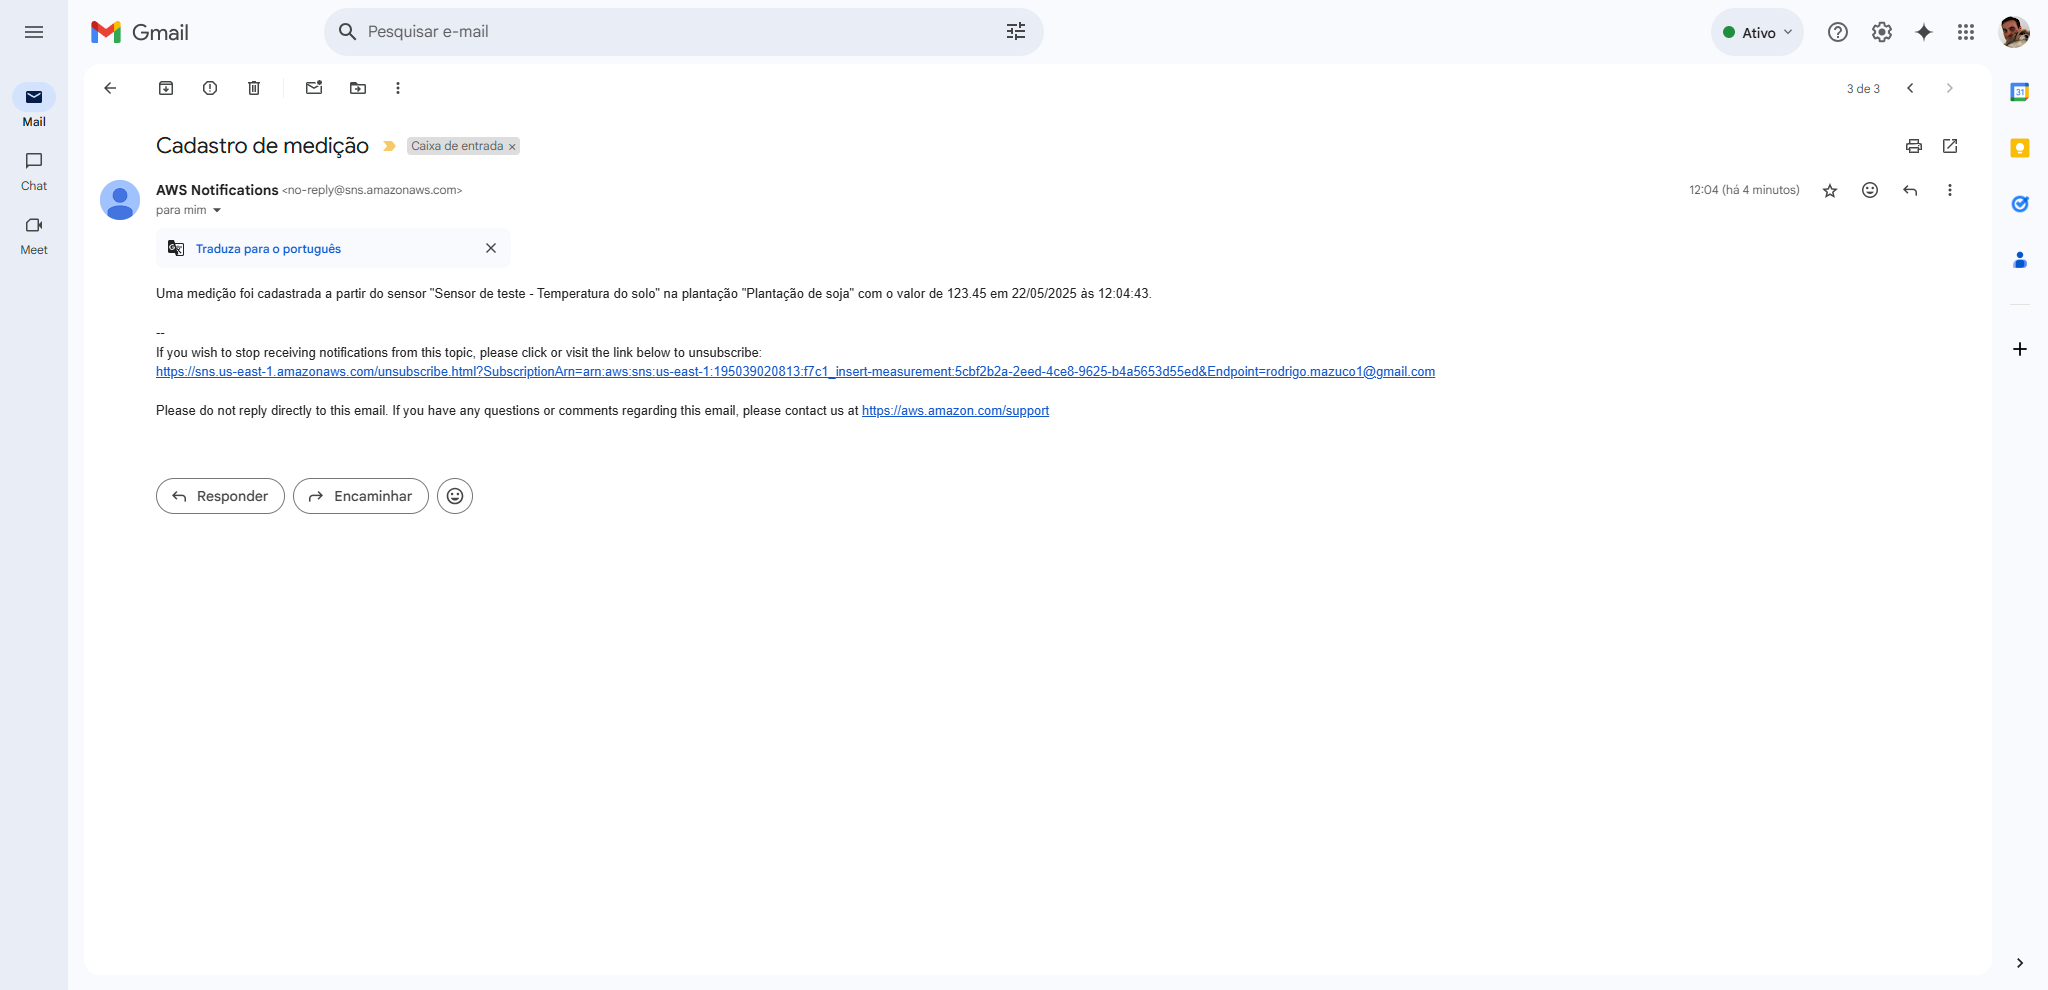 Gmail
Pesquisar e-mail
Ativo
Mail
Chat
Meet
3 de 3
31
Cadastro de medição
Caixa de entrada ×
AWS Notifications <no-reply@sns.amazonaws.com>
12:04 (há 4 minutos)
para mim
Traduza para o português
Uma medição foi cadastrada a partir do sensor "Sensor de teste - Temperatura do solo" na plantação "Plantação de soja" com o valor de 123.45 em 22/05/2025 às 12:04:43.
--
If you wish to stop receiving notifications from this topic, please click or visit the link below to unsubscribe:
https://sns.us-east-1.amazonaws.com/unsubscribe.html?SubscriptionArn=arn:aws:sns:us-east-1:195039020813:f7c1_insert-measurement:5cbf2b2a-2eed-4ce8-9625-b4a5653d55ed&Endpoint=rodrigo.mazuco1@gmail.com
Please do not reply directly to this email. If you have any questions or comments regarding this email, please contact us at https://aws.amazon.com/support
Responder
Encaminhar